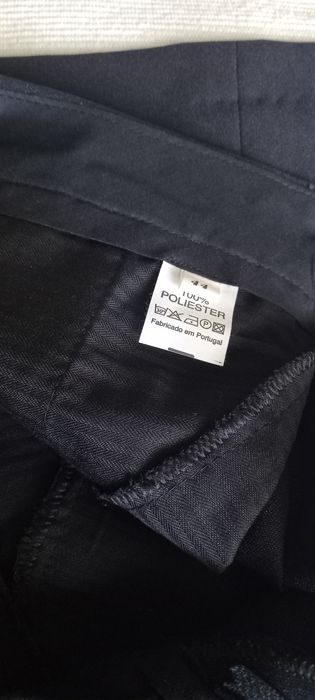 44
100%
POLIESTER
Fabricado em Portugal